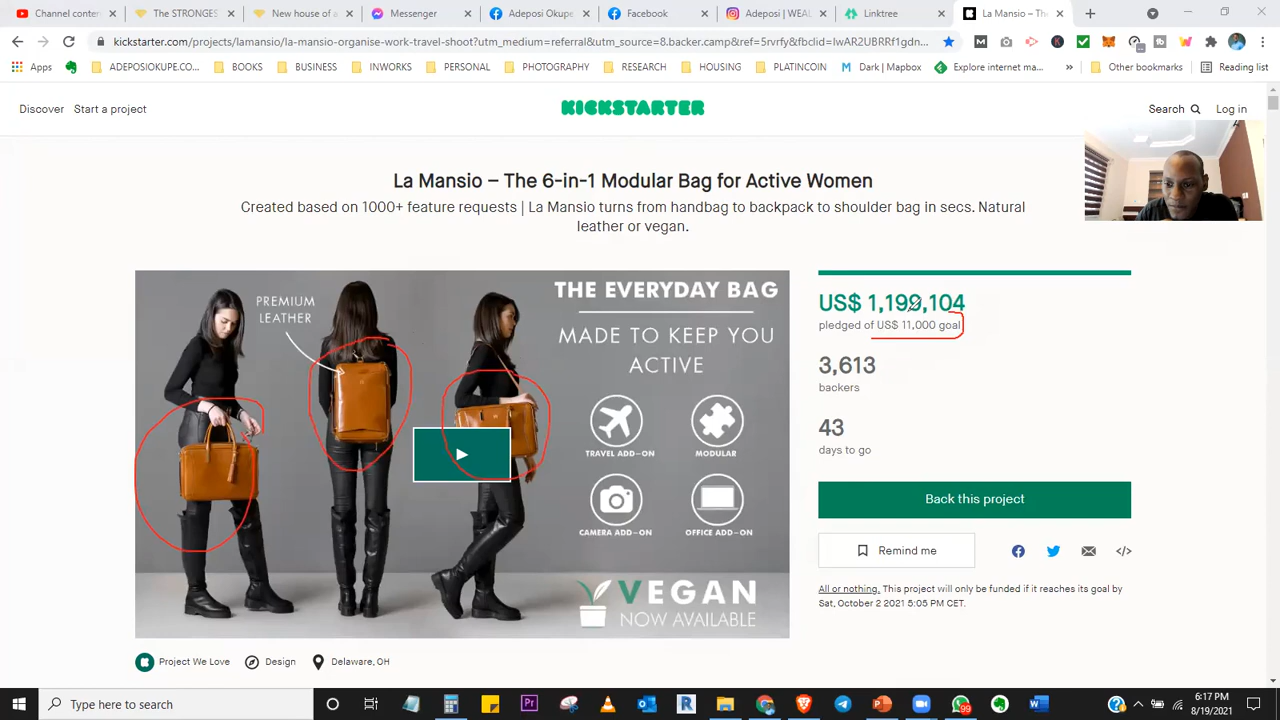 Channel conten
The STRONGES
New house of a
Messenger
Adeposi Okupe
Facebook
Adeposi | WEAL
Linktree
La Mansio – The
kickstarter.com/projects/lamansio/la-mansio-organise-work-travel-shoot?utm_medium=referral&utm_source=8.backer.camp&ref=5rvrfy&fbclid=IwAR2UBRRf1gdn...
Apps
ADEPOSIOKUPE.CO...
BOOKS
BUSINESS
INWORKS
PERSONAL
PHOTOGRAPHY
RESEARCH
HOUSING
PLATINCOIN
Dark | Mapbox
Explore internet ma...
»
Other bookmarks
Reading list
Discover
Start a project
KICKSTARTER
Search
Log in
La Mansio – The 6-in-1 Modular Bag for Active Women
Created based on 1000+ feature requests | La Mansio turns from handbag to backpack to shoulder bag in secs. Natural
leather or vegan.
PREMIUM
LEATHER
THE EVERYDAY BAG
MADE TO KEEP YOU
ACTIVE
TRAVEL ADD-ON
MODULAR
CAMERA ADD-ON
OFFICE ADD-ON
VEGAN
NOW AVAILABLE
US$ 1,199,104
pledged of US$ 11,000 goal
3,613
backers
43
days to go
Back this project
Remind me
All or nothing. This project will only be funded if it reaches its goal by
Sat, October 2 2021 5:05 PM CET.
Project We Love
Design
Delaware, OH
Type here to search
99
6:17 PM
8/19/2021